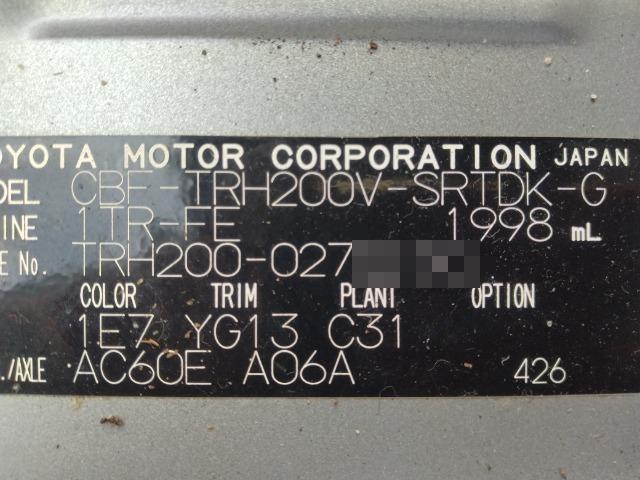 OYOTA MOTOR CORPORATION JAPAN
DEL CBF-TRH200V-SRTDK-G
INE 1TR-FE 1998 mL
E No. TRH200-027
COLOR TRIM PLANT OPTION
1E7 YG13 C31
./AXLE AC60E A06A 426